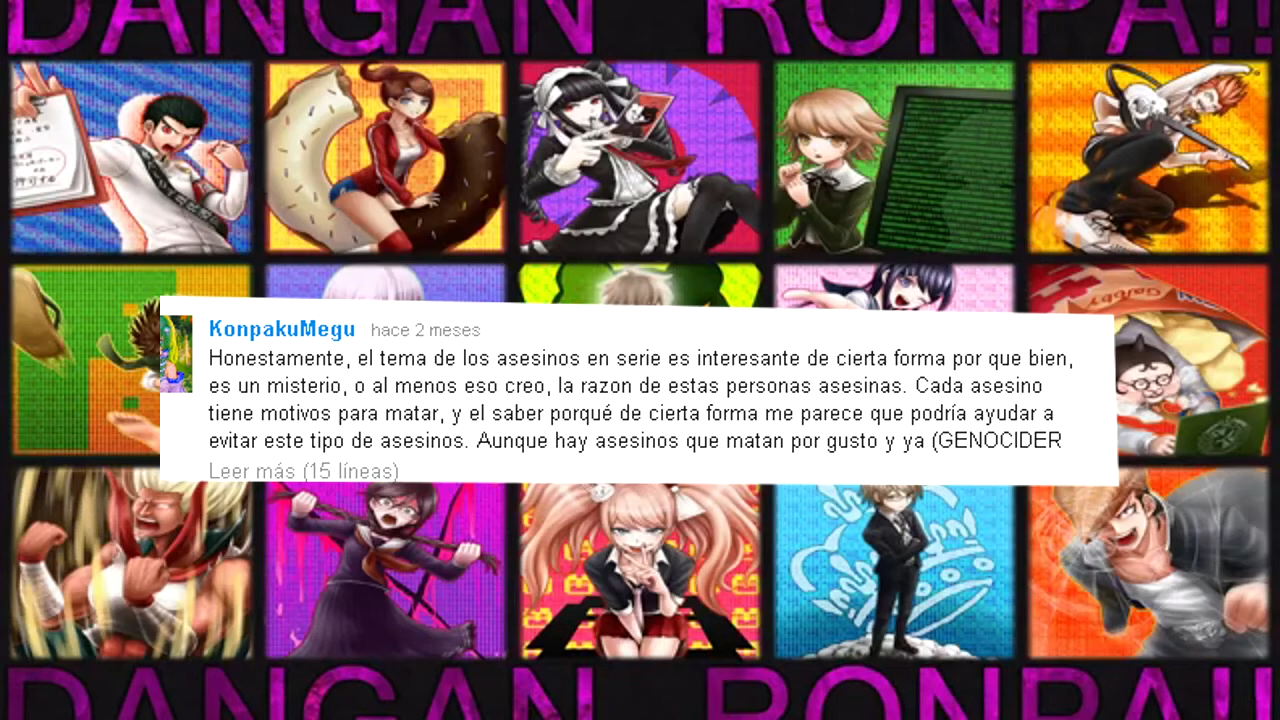 DANGAN RONPA!!
KonpakuMegu hace 2 meses
Honestamente, el tema de los asesinos en serie es interesante de cierta forma por que bien,
es un misterio, o al menos eso creo, la razon de estas personas asesinas. Cada asesino
tiene motivos para matar, y el saber porqué de cierta forma me parece que podría ayudar a
evitar este tipo de asesinos. Aunque hay asesinos que matan por gusto y ya (GENOCIDER
Leer más (15 líneas)
DANGAN RONPA!!